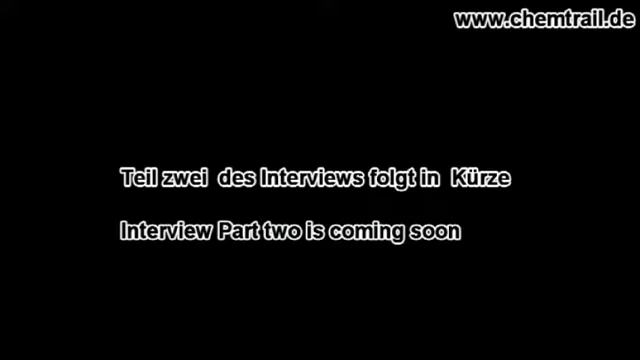 www.chemtrail.de
Teil zwei des Interviews folgt in Kürze
Interview Part two is coming soon